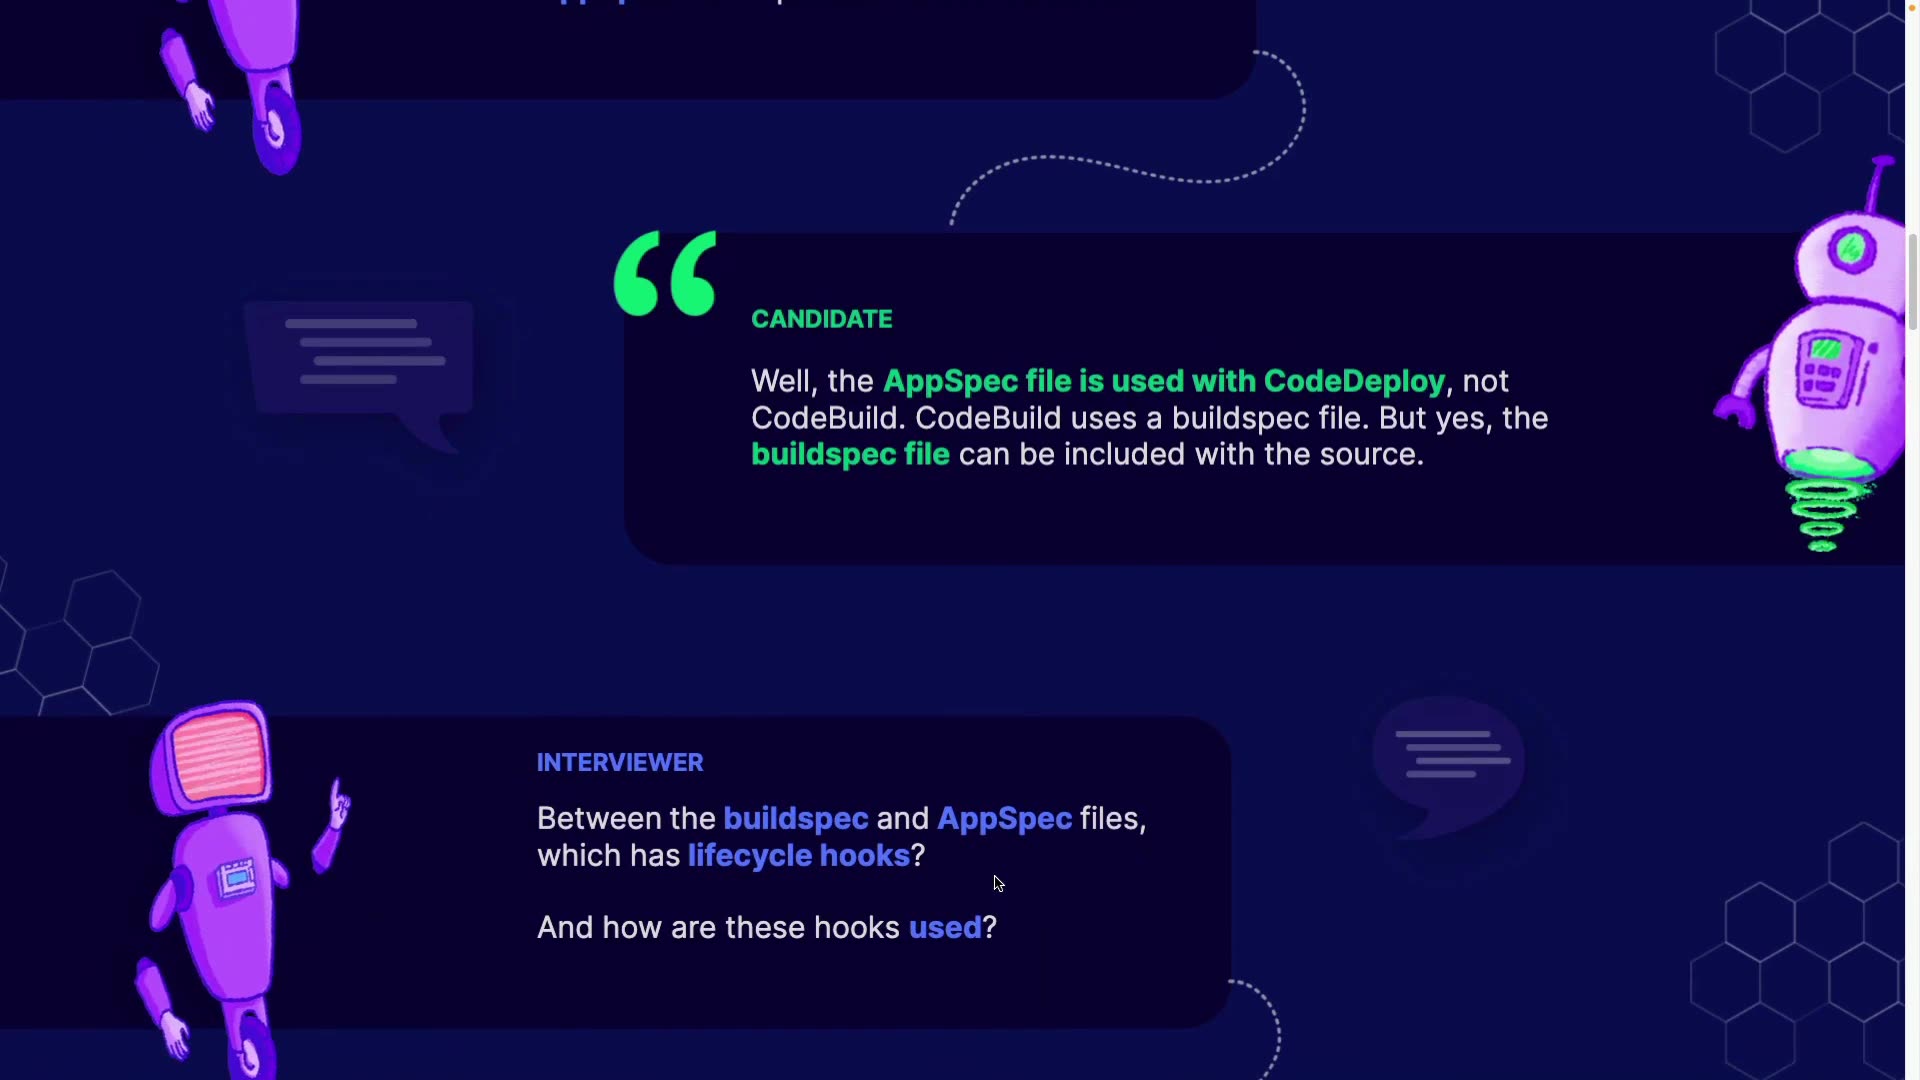 CANDIDATE
Well, the AppSpec file is used with CodeDeploy, not
CodeBuild. CodeBuild uses a buildspec file. But yes, the
buildspec file can be included with the source.
INTERVIEWER
Between the buildspec and AppSpec files,
which has lifecycle hooks?
And how are these hooks used?